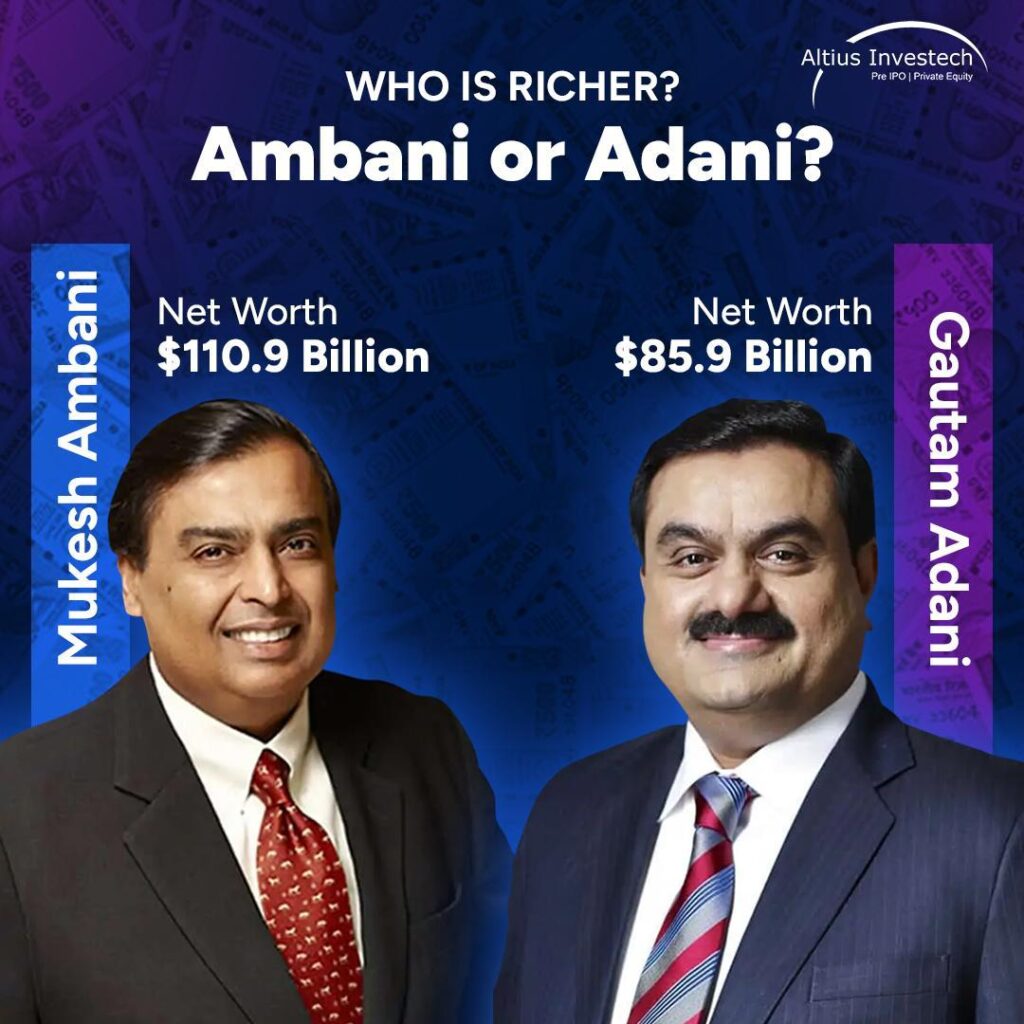 Altius Investech
Pre IPO | Private Equity
WHO IS RICHER?
Ambani or Adani?
Mukesh Ambani
Net Worth
$110.9 Billion
Net Worth
$85.9 Billion
Gautam Adani